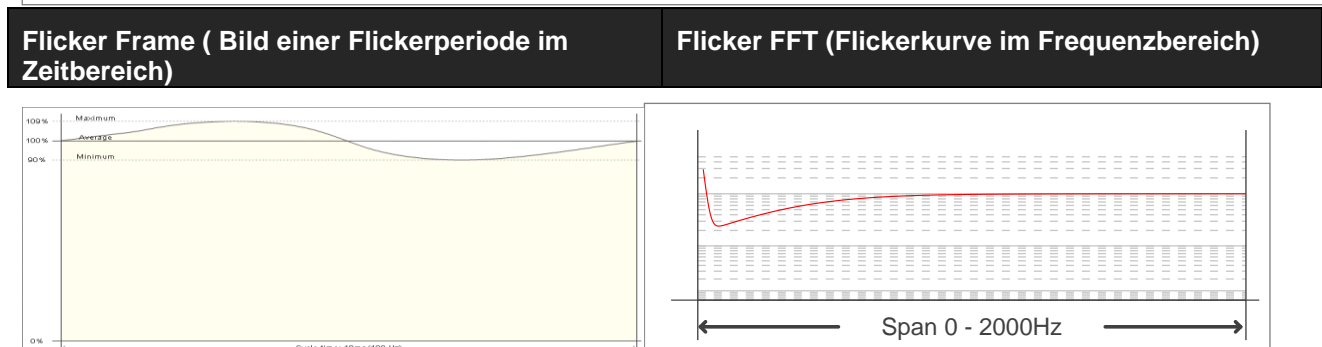 Flicker Frame ( Bild einer Flickerperiode im
Zeitbereich)
Flicker FFT (Flickerkurve im Frequenzbereich)
109%
Maximum
100%
Average
90%
Minimum
0%
Span 0 - 2000Hz